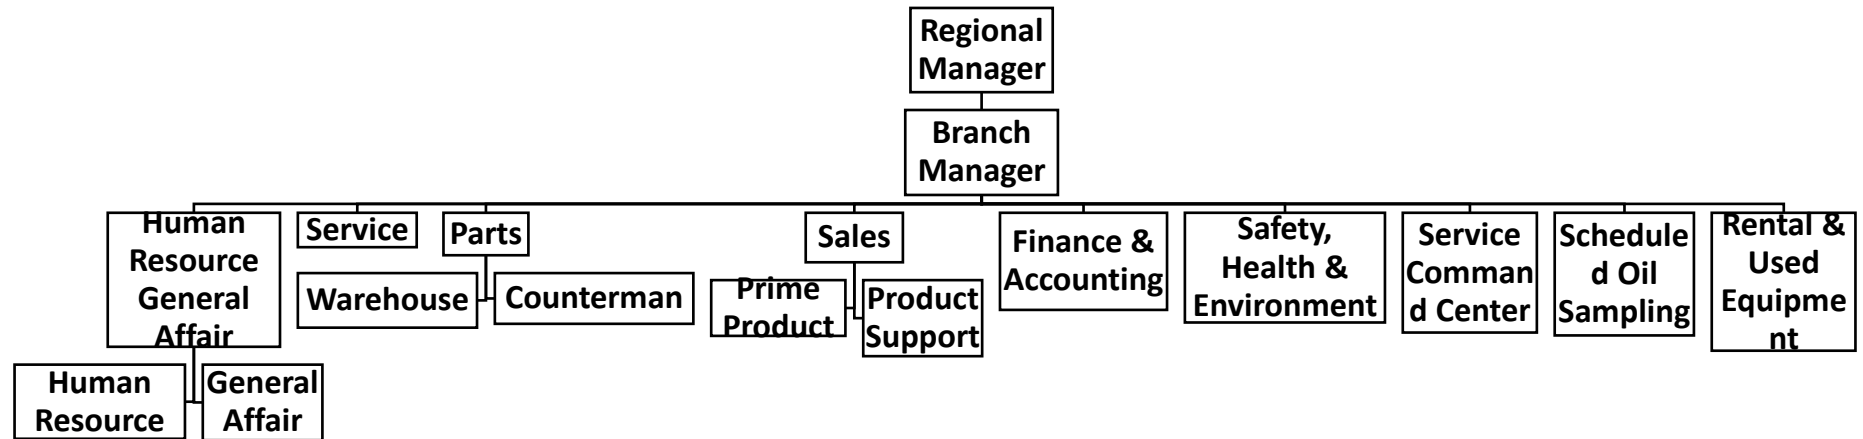 Regional
Manager
Branch
Manager
Human
Resource
General
Affair
Service
Parts
Sales
Finance &
Accounting
Safety,
Health &
Environment
Service
Comman
d Center
Schedule
d Oil
Sampling
Rental &
Used
Equipme
nt
Warehouse
Counterman
Prime
Product
Product
Support
Human
Resource
General
Affair